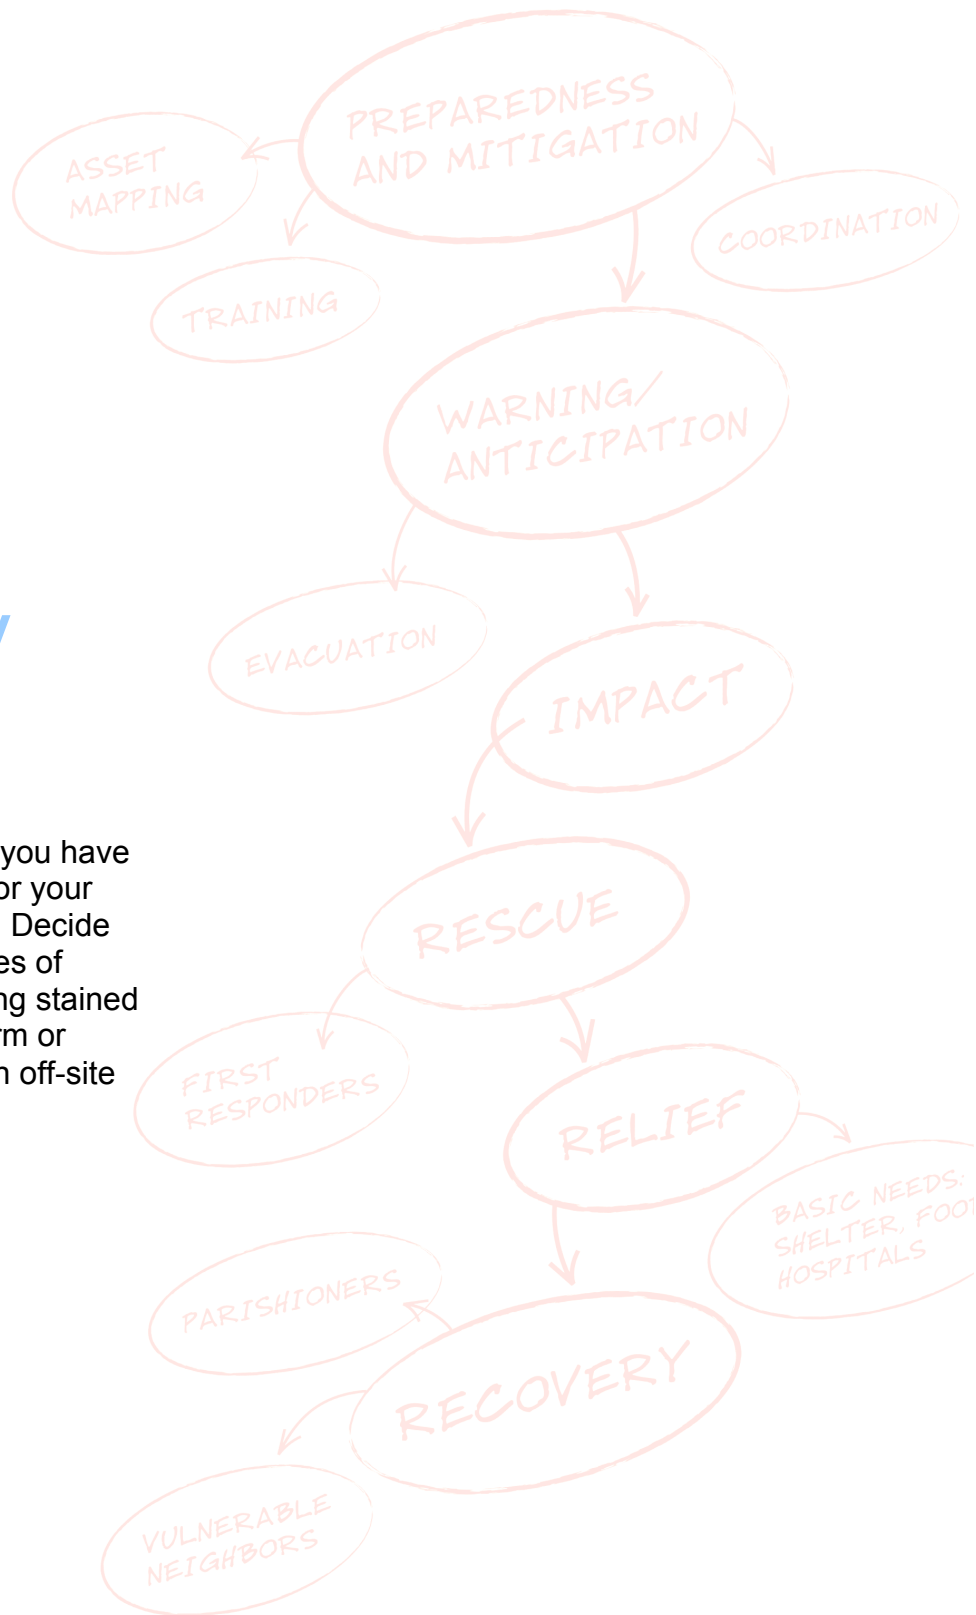 PREPAREDNESS
AND MITIGATION
ASSET
MAPPING
COORDINATION
TRAINING
WARNING/
ANTICIPATION
EVACUATION
IMPACT
you have
or your
Decide
es of
ng stained
rm or
n off-site
RESCUE
FIRST
RESPONDERS
RELIEF
BASIC NEEDS:
SHELTER, FOOD
HOSPITALS
PARISHIONERS
RECOVERY
VULNERABLE
NEIGHBORS